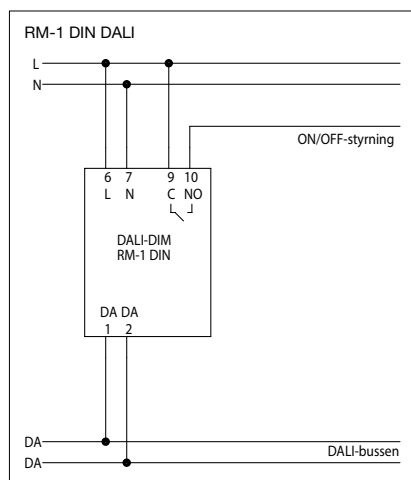 RM-1 DIN DALI
L
N
ON/OFF-styrning
6 7 9 10
L N C NO
DALI-DIM
RM-1 DIN
DA DA
1 2
DA
DALI-bussen
DA